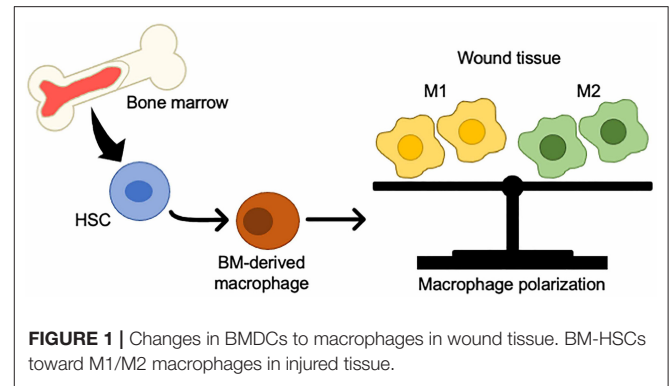 Wound tissue
M1
M2
Bone marrow
HSC
BM-derived
macrophage
Macrophage polarization
FIGURE 1 | Changes in BMDCs to macrophages in wound tissue. BM-HSCs
toward M1/M2 macrophages in injured tissue.